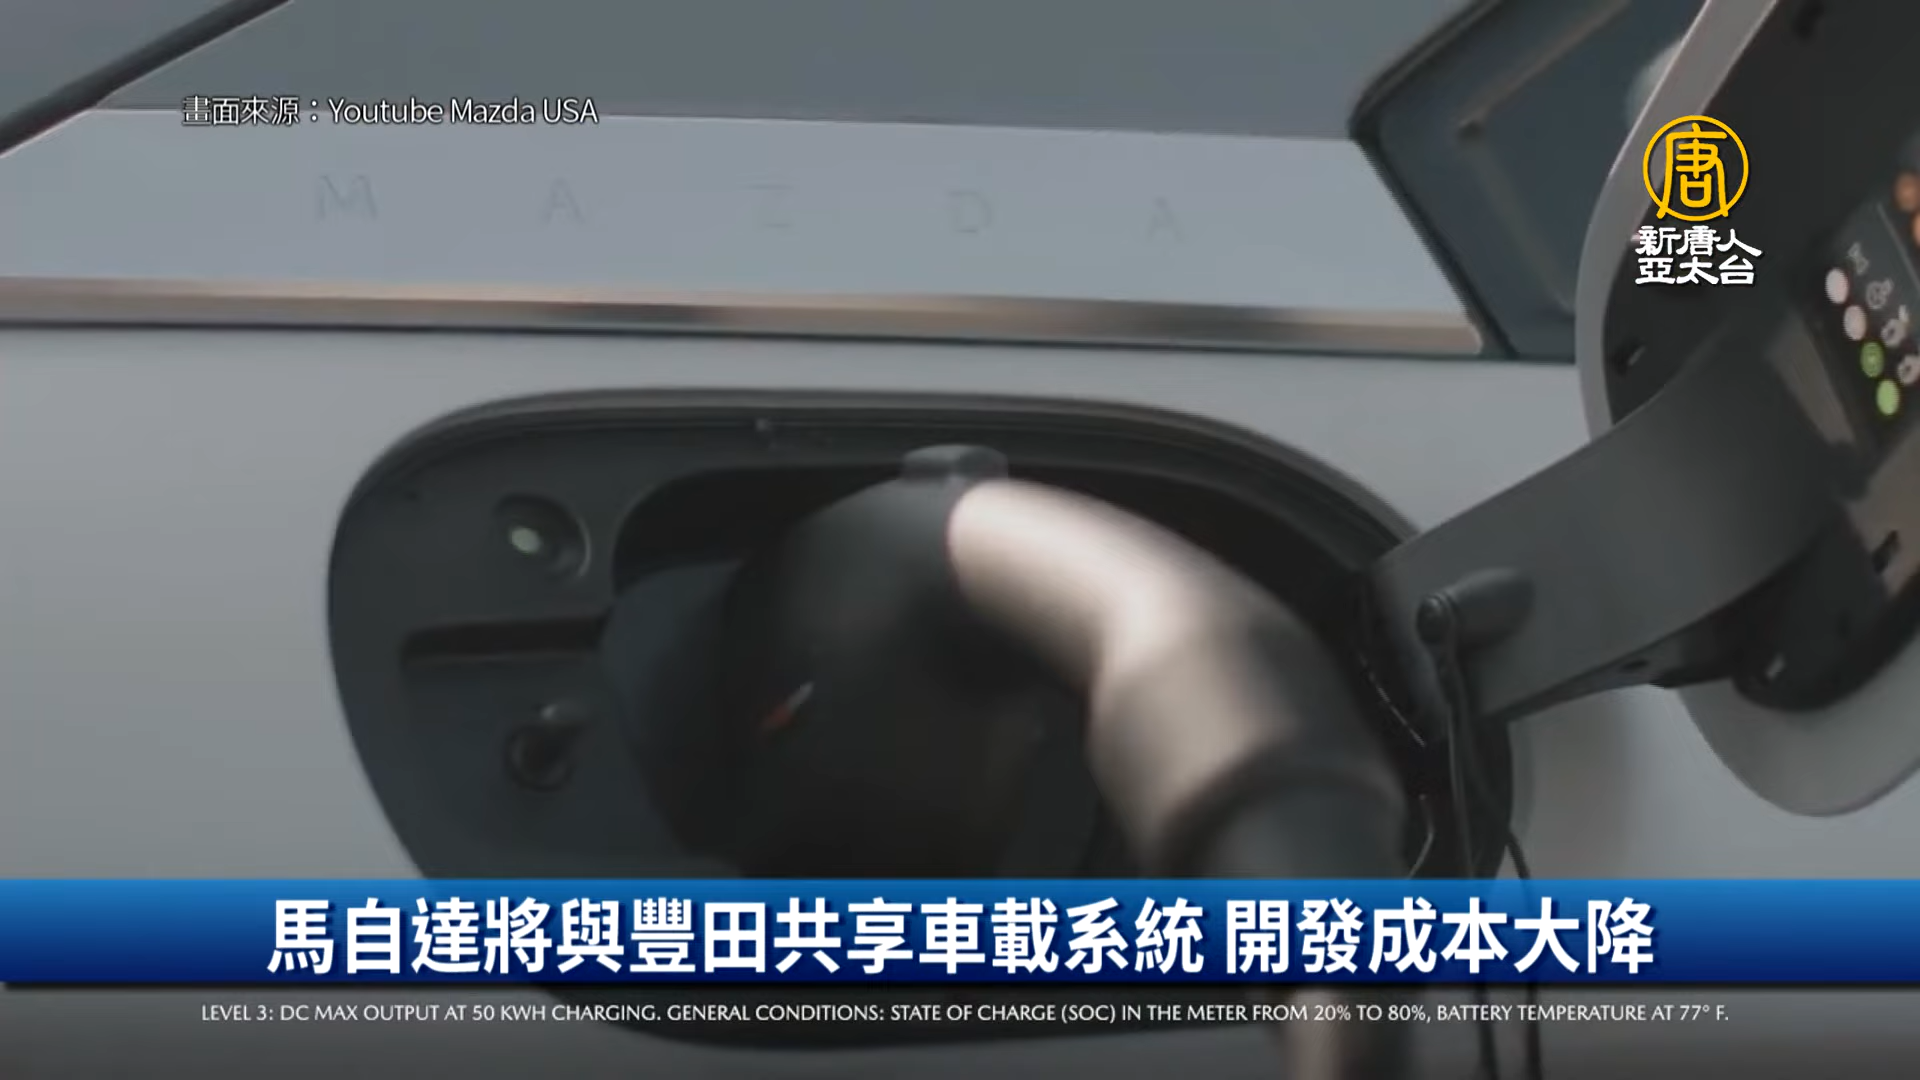 畫面來源：Youtube Mazda USA
唐
新唐人
亞太台
馬自達將與豐田共享車載系統 開發成本大降
LEVEL 3: DC MAX OUTPUT AT 50 KWH CHARGING. GENERAL CONDITIONS: STATE OF CHARGE (SOC) IN THE METER FROM 20% TO 80%, BATTERY TEMPERATURE AT 77° F.